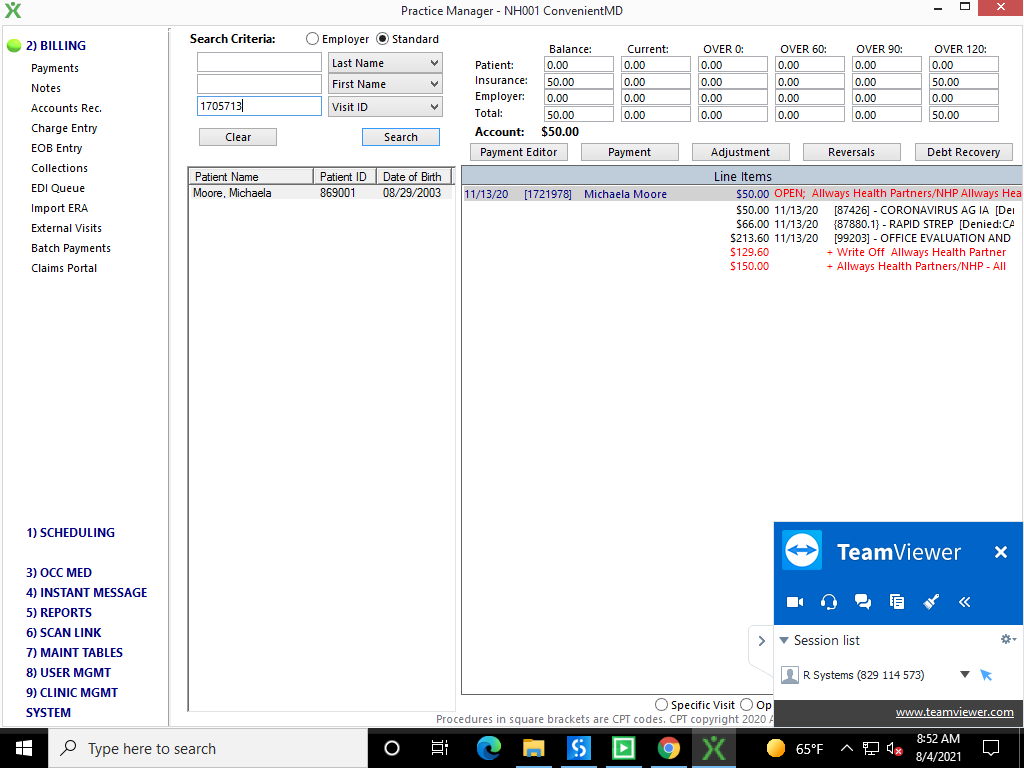 Practice Manager - NH001 ConvenientMD
2) BILLING
Payments
Notes
Accounts Rec.
Charge Entry
EOB Entry
Collections
EDI Queue
Import ERA
External Visits
Batch Payments
Claims Portal
1) SCHEDULING
3) OCC MED
4) INSTANT MESSAGE
5) REPORTS
6) SCAN LINK
7) MAINT TABLES
8) USER MGMT
9) CLINIC MGMT
SYSTEM
Search Criteria: Employer Standard
Last Name
First Name
1705713 Visit ID
Clear Search
Balance: Current: OVER 0: OVER 60: OVER 90: OVER 120:
Patient: 0.00 0.00 0.00 0.00 0.00 0.00
Insurance: 50.00 0.00 0.00 0.00 0.00 50.00
Employer: 0.00 0.00 0.00 0.00 0.00 0.00
Total: 50.00 0.00 0.00 0.00 0.00 50.00
Account: $50.00
Payment Editor Payment Adjustment Reversals Debt Recovery
Patient Name Patient ID Date of Birth
Moore, Michaela 869001 08/29/2003
Line Items
11/13/20 [1721978] Michaela Moore $50.00 OPEN; Allways Health Partners/NHP Allways Hea
$50.00 11/13/20 [87426] - CORONAVIRUS AG IA [Der
$66.00 11/13/20 {87880.1} - RAPID STREP [Denied:CA
$213.60 11/13/20 [99203] - OFFICE EVALUATION AND
$129.60 + Write Off Allways Health Partner
$150.00 + Allways Health Partners/NHP - All
Specific Visit Op
Procedures in square brackets are CPT codes. CPT copyright 2020 A
TeamViewer
Session list
R Systems (829 114 573)
www.teamviewer.com
Type here to search
65°F
8:52 AM
8/4/2021